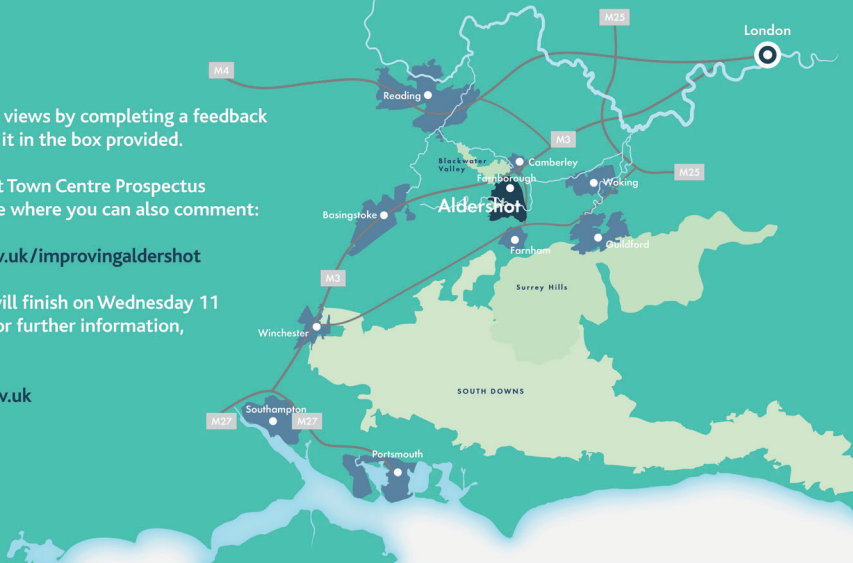 views by completing a feedback
it in the box provided.
t Town Centre Prospectus
e where you can also comment:
v.uk/improvingaldershot
vill finish on Wednesday 11
or further information,
v.uk
M25
London
M4
Reading
M3
Blackwater
Valley
Camberley
Farnborough
Woking
M25
Aldershot
Basingstoke
Farnham
Guildford
M3
Surrey Hills
Winchester
SOUTH DOWNS
Southampton
M27
M27
Portsmouth